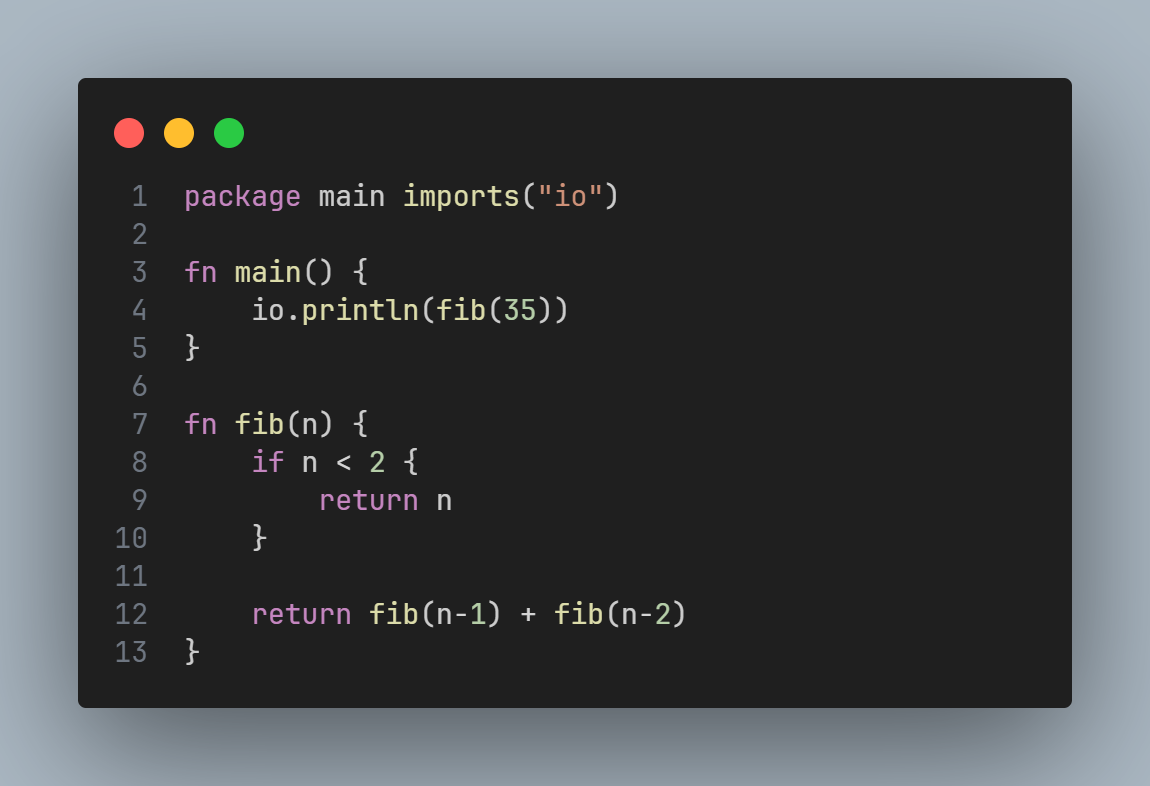 1 package main imports("io")
2
3 fn main() {
4     io.println(fib(35))
5 }
6
7 fn fib(n) {
8     if n < 2 {
9         return n
10     }
11
12     return fib(n-1) + fib(n-2)
13 }